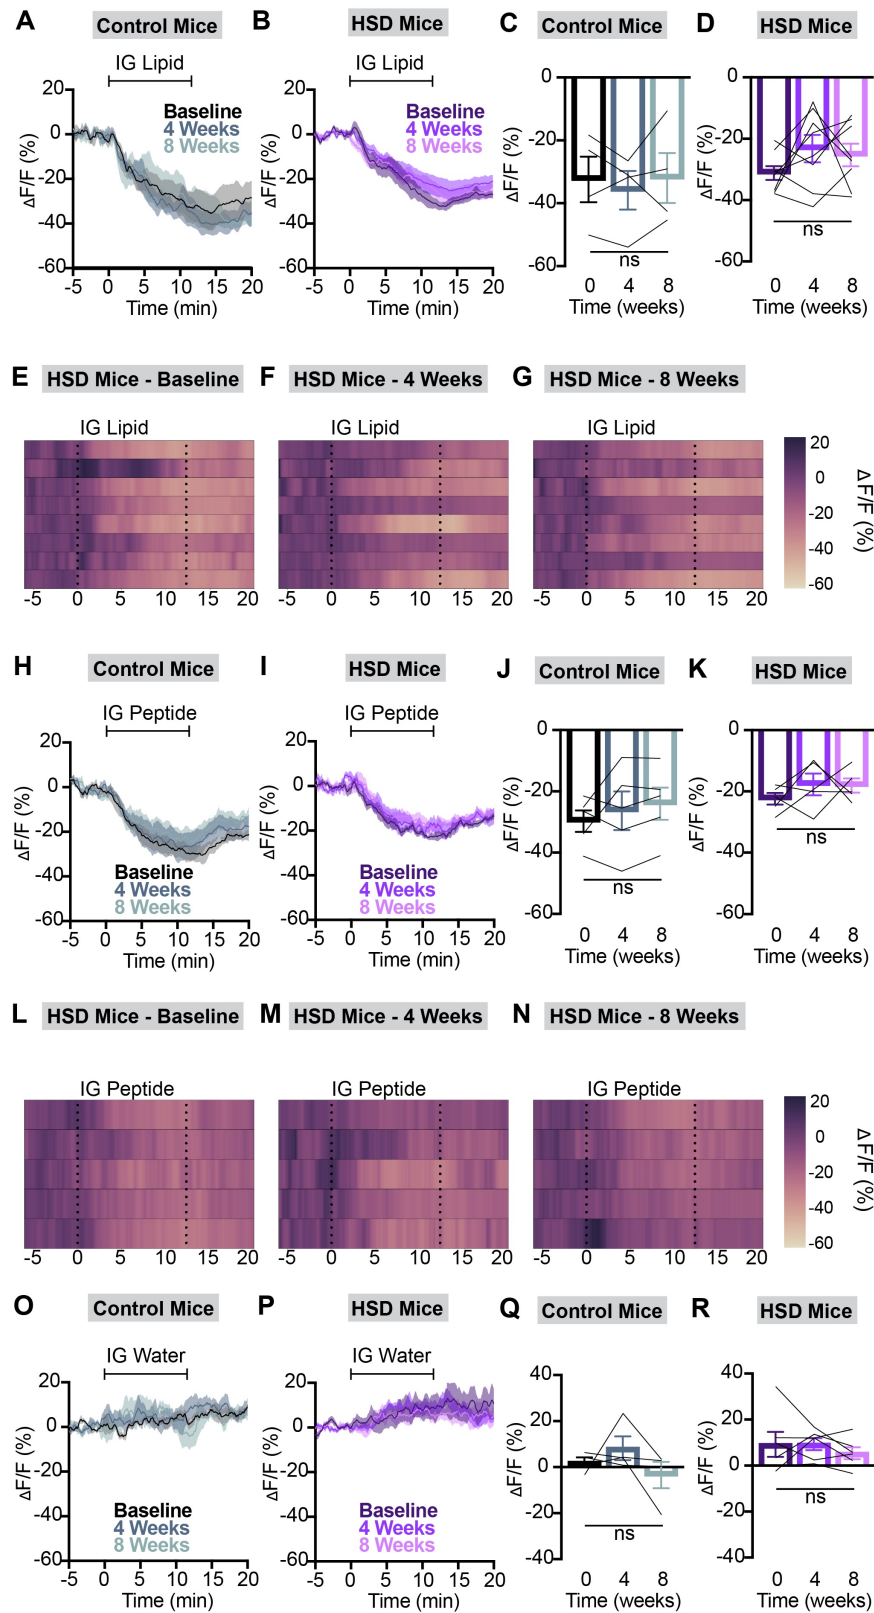 A Control Mice B HSD Mice C Control Mice D HSD Mice
IG Lipid IG Lipid
20 20 0 0
Baseline Baseline
4 Weeks 4 Weeks
8 Weeks 8 Weeks
0 0 -20 -20
-20 -20
-40 -40 -40 -40
ns
-60 -60 -60 -60
ns
ΔF/F (%) ΔF/F (%) ΔF/F (%) ΔF/F (%)
-5 0 5 10 15 20 -5 0 5 10 15 20 0 4 8 0 4 8
Time (min) Time (min) Time (weeks) Time (weeks)
E HSD Mice - Baseline F HSD Mice - 4 Weeks G HSD Mice - 8 Weeks
IG Lipid IG Lipid IG Lipid
20
0
-20
-40
-60
ΔF/F (%)
-5 0 5 10 15 20 -5 0 5 10 15 20 -5 0 5 10 15 20
H Control Mice I HSD Mice J Control Mice K HSD Mice
IG Peptide IG Peptide
20 20 0 0
0 0 -20 -20
-20 -20
-40 -40 -40 -40
ns
ns
Baseline Baseline
4 Weeks 4 Weeks
8 Weeks 8 Weeks
-60 -60 -60 -60
ΔF/F (%) ΔF/F (%) ΔF/F (%) ΔF/F (%)
-5 0 5 10 15 20 -5 0 5 10 15 20 0 4 8 0 4 8
Time (min) Time (min) Time (weeks) Time (weeks)
L HSD Mice - Baseline M HSD Mice - 4 Weeks N HSD Mice - 8 Weeks
IG Peptide IG Peptide IG Peptide
20
0
-20
-40
-60
ΔF/F (%)
-5 0 5 10 15 20 -5 0 5 10 15 20 -5 0 5 10 15 20
O Control Mice P HSD Mice Q Control Mice R HSD Mice
IG Water IG Water
20 20 40 40
0 0 20 20
-20 -20 0 0
-40 -40 -20 -20
ns
ns
Baseline Baseline
4 Weeks 4 Weeks
8 Weeks 8 Weeks
-60 -60 -40 -40
ΔF/F (%) ΔF/F (%) ΔF/F (%) ΔF/F (%)
-5 0 5 10 15 20 -5 0 5 10 15 20 0 4 8 0 4 8
Time (min) Time (min) Time (weeks) Time (weeks)